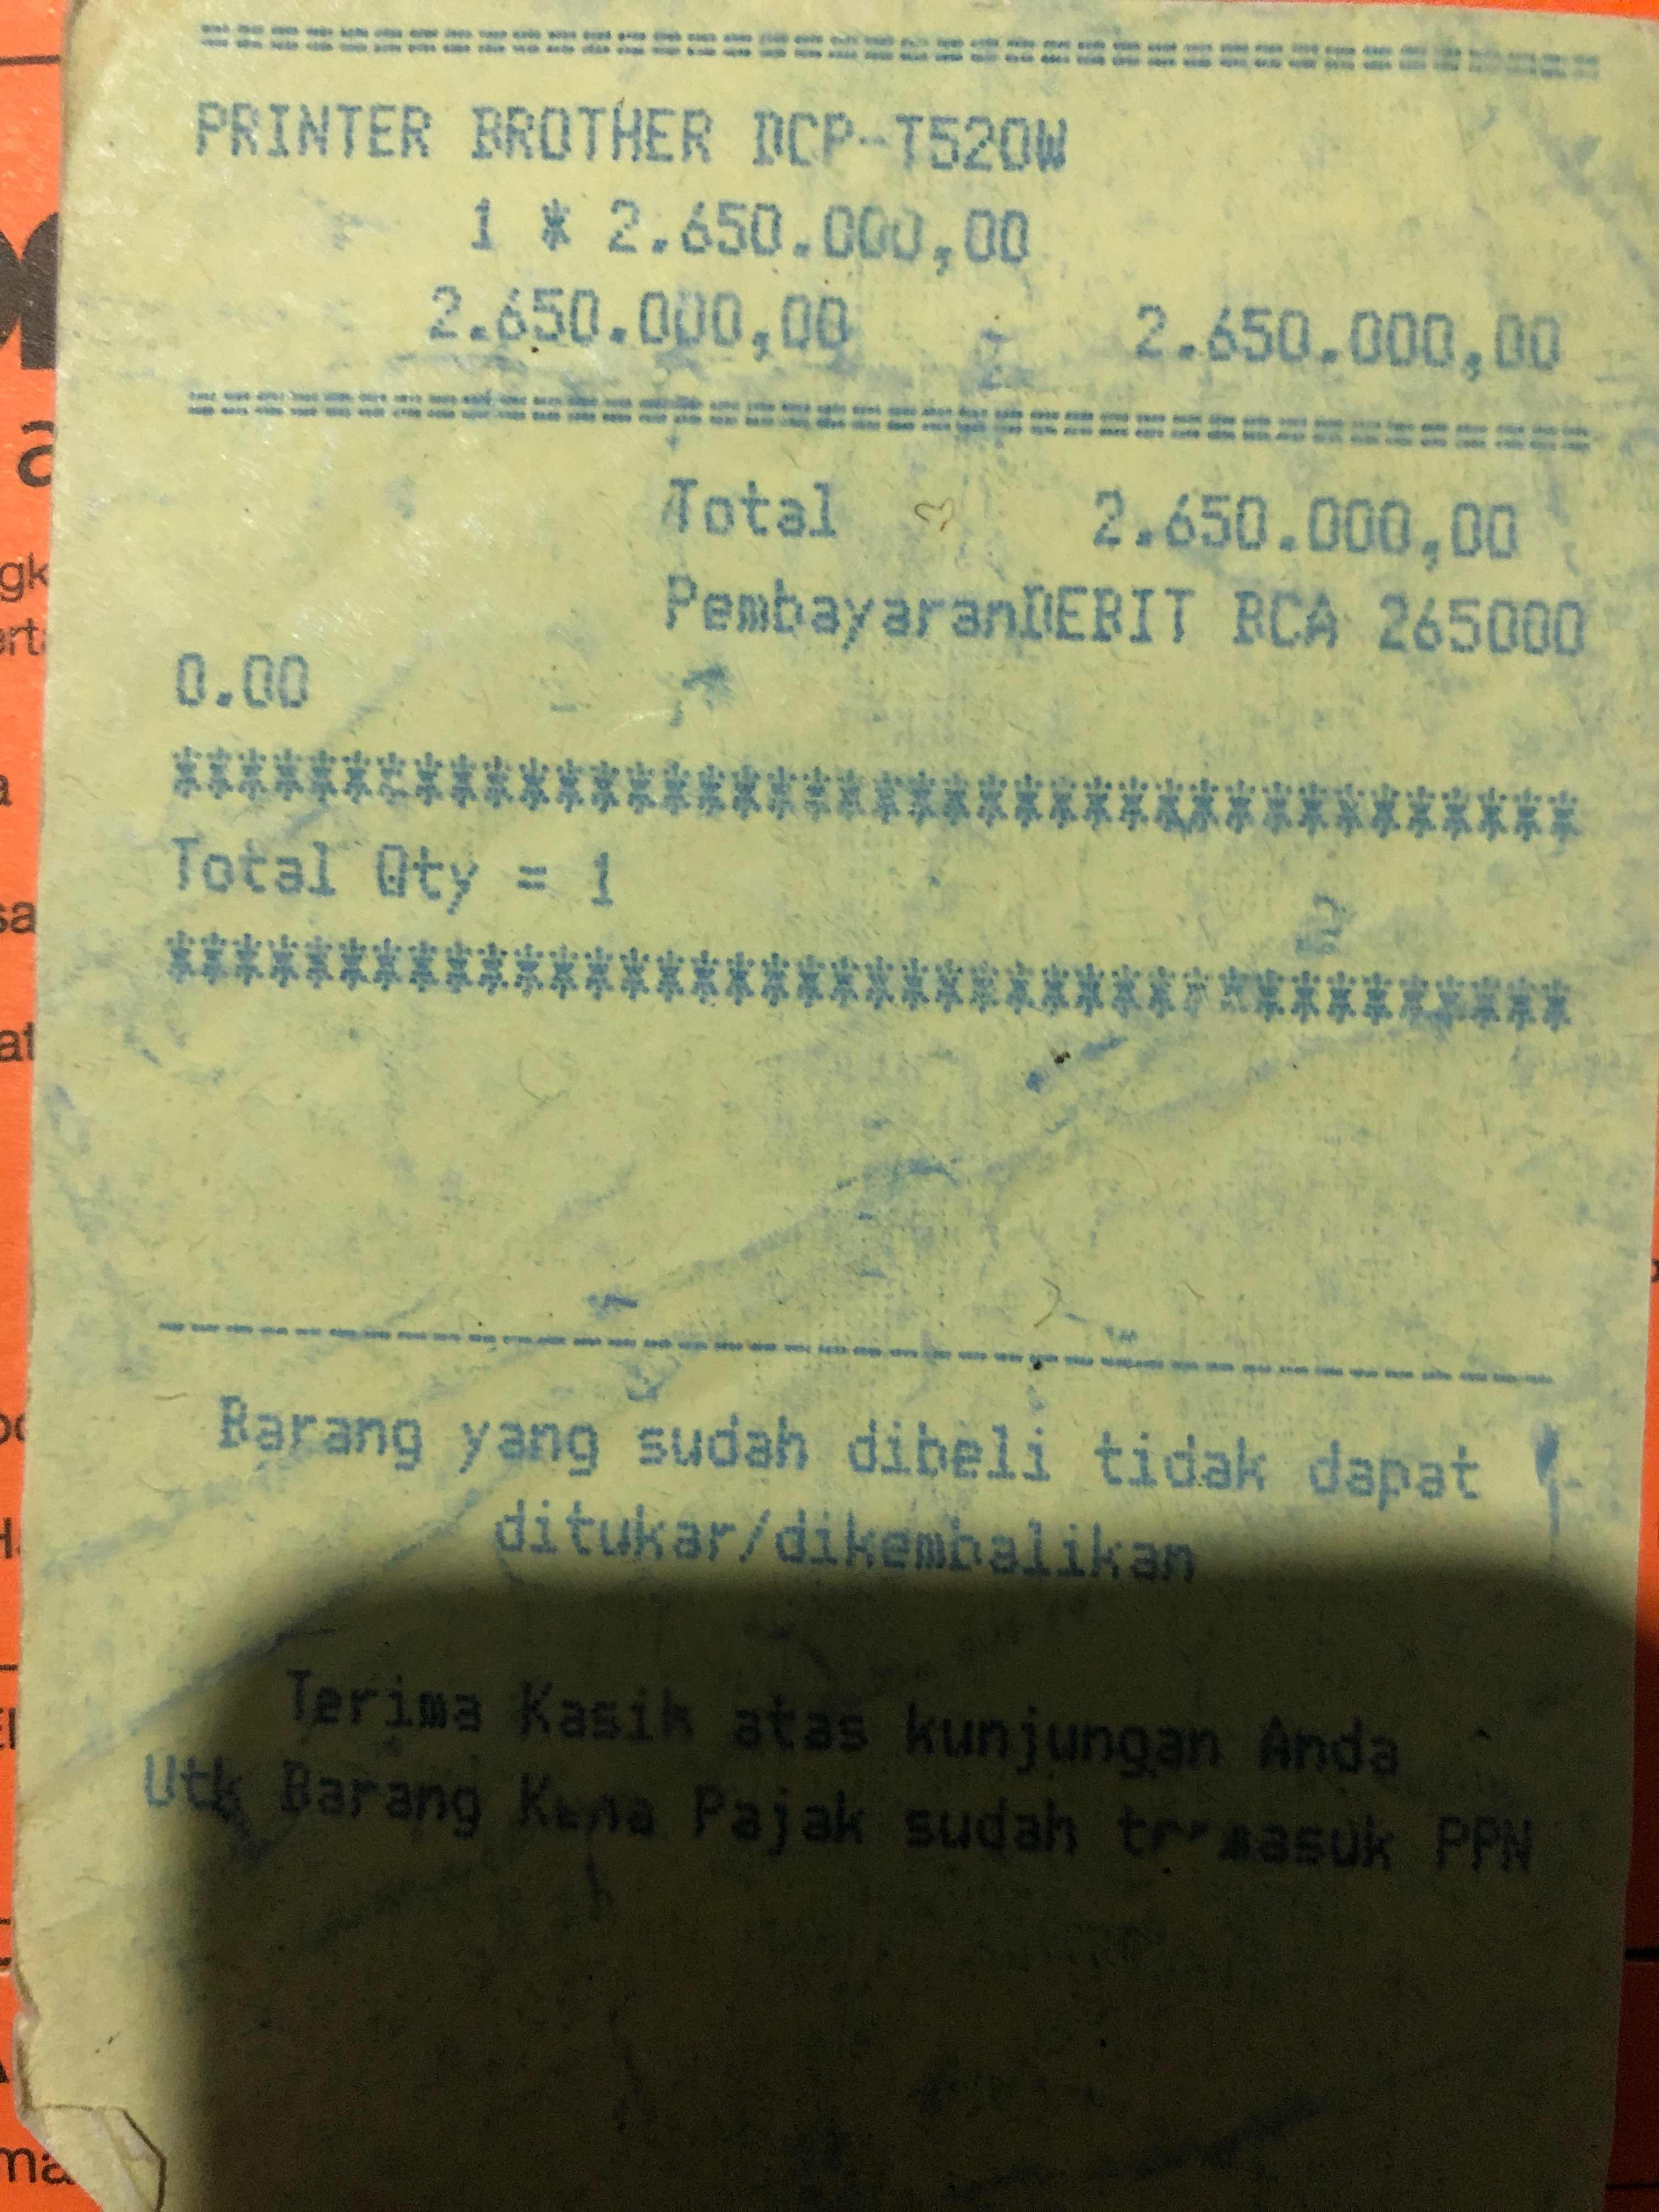 ========================================
PRINTER BROTHER DCP-T520W
1 * 2.650.000,00
2.650.000,00 2.650.000,00
========================================
Total 2.650.000,00
PembayaranDEBIT BCA 265000
0.00
****************************************
Total Qty = 1
****************************************
----------------------------------------
Barang yang sudah dibeli tidak dapat
ditukar/dikembalikan
Terima Kasih atas kunjungan Anda
Utk Barang Kena Pajak sudah termasuk PPN